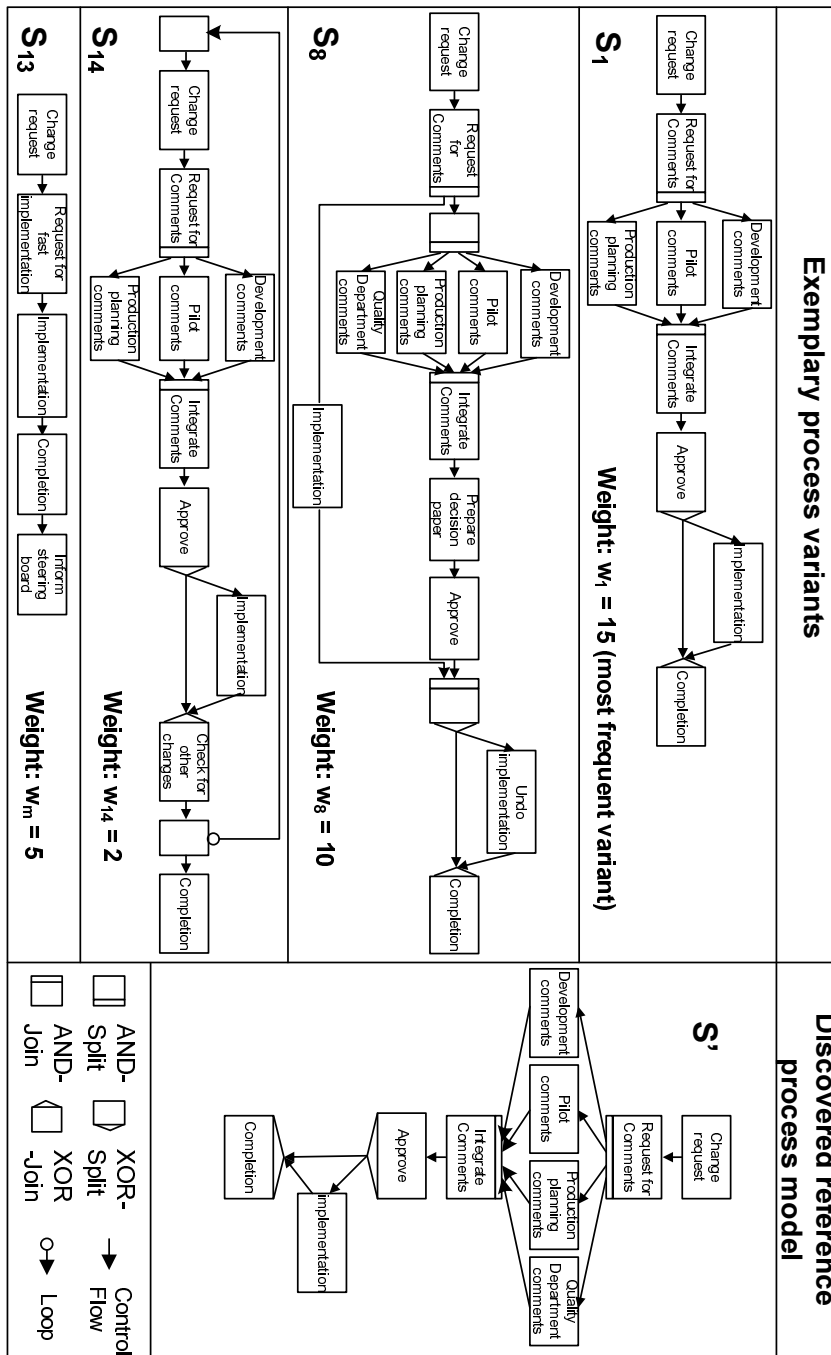 Exemplary process variants
S1
Change
request
Request for
Comments
Development
comments
Pilot
comments
Production
planning
comments
Integrate
Comments
Approve
Implementation
Completion
Weight: w1 = 15 (most frequent variant)
S8
Change
request
Request
for
Comments
Development
comments
Pilot
comments
Production
planning
comments
Quality
Department
comments
Integrate
Comments
Implementation
Prepare
decision
paper
Approve
Undo
implementation
Completion
Weight: w8 = 10
S14
Change
request
Request for
Comments
Development
comments
Pilot
comments
Production
planning
comments
Integrate
Comments
Approve
Implementation
Check for
other
changes
Completion
Weight: w14 = 2
S13
Change
request
Request for
fast
implementation
Implementation
Completion
Inform
steering
board
Weight: wm = 5
Discovered reference
process model
S'
Change
request
Request for
Comments
Development
comments
Pilot
comments
Production
planning
comments
Quality
Department
comments
Integrate
Comments
Approve
implementation
Completion
AND-
Split
XOR-
Split
Control
Flow
AND-
Join
XOR
-Join
Loop